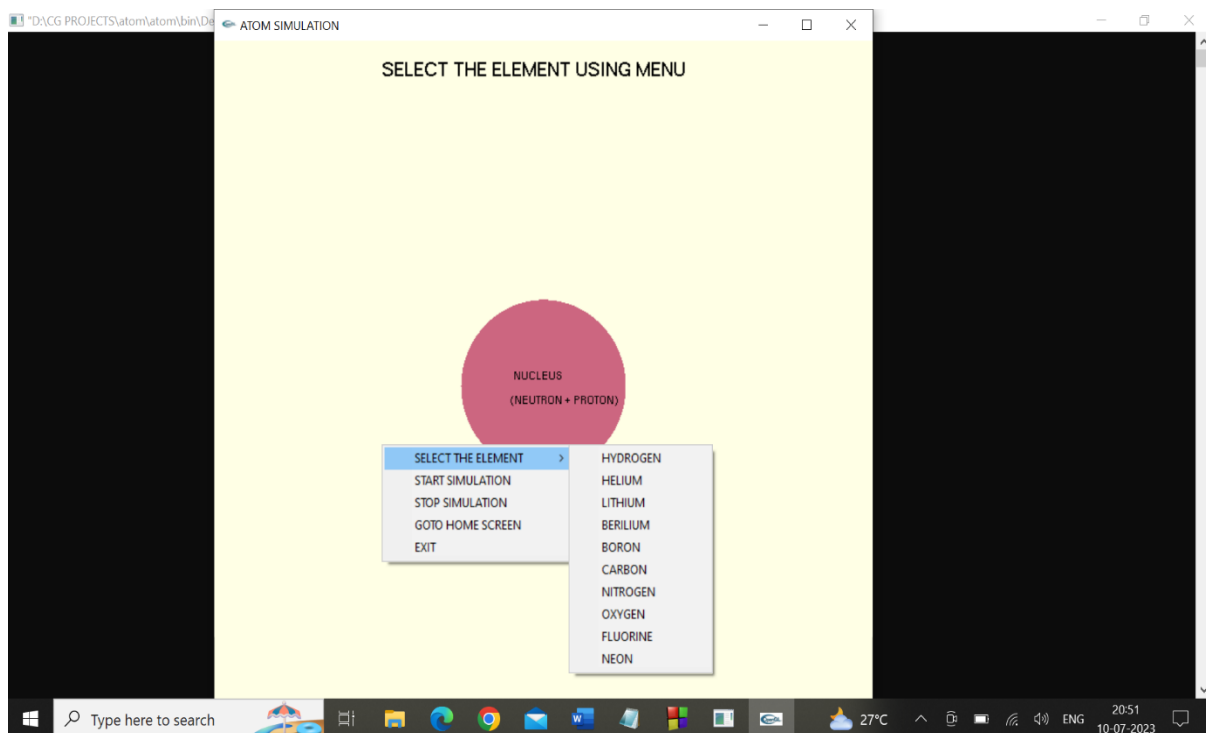 "D:\CG PROJECTS\atom\atom\bin\De
ATOM SIMULATION
SELECT THE ELEMENT USING MENU
NUCLEUS
(NEUTRON + PROTON)
SELECT THE ELEMENT
START SIMULATION
STOP SIMULATION
GOTO HOME SCREEN
EXIT
HYDROGEN
HELIUM
LITHIUM
BERILIUM
BORON
CARBON
NITROGEN
OXYGEN
FLUORINE
NEON
Type here to search
27°C
ENG
20:51
10-07-2023